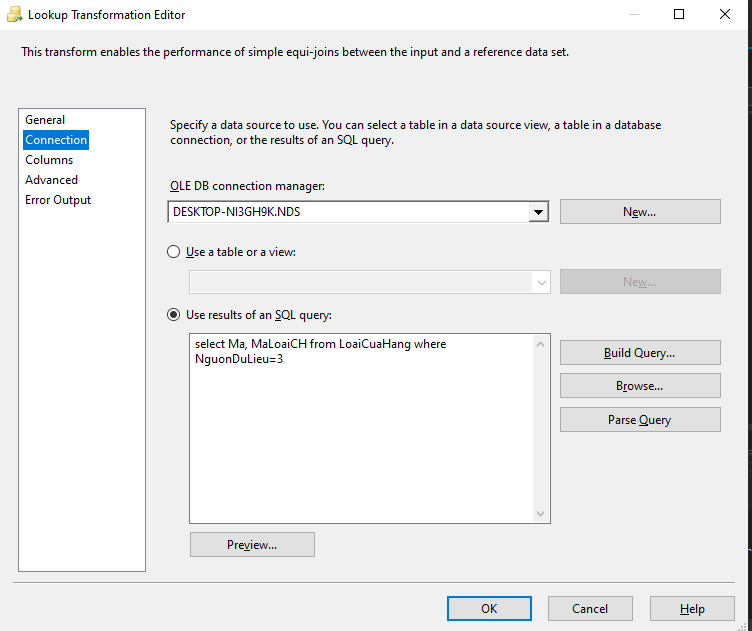 Lookup Transformation Editor
This transform enables the performance of simple equi-joins between the input and a reference data set.
General
Connection
Columns
Advanced
Error Output
Specify a data source to use. You can select a table in a data source view, a table in a database
connection, or the results of an SQL query.
OLE DB connection manager:
DESKTOP-NI3GH9K.NDS
New...
Use a table or a view:
New...
Use results of an SQL query:
select Ma, MaLoaiCH from LoaiCuaHang where
NguonDuLieu=3
Build Query...
Browse...
Parse Query
Preview...
OK
Cancel
Help